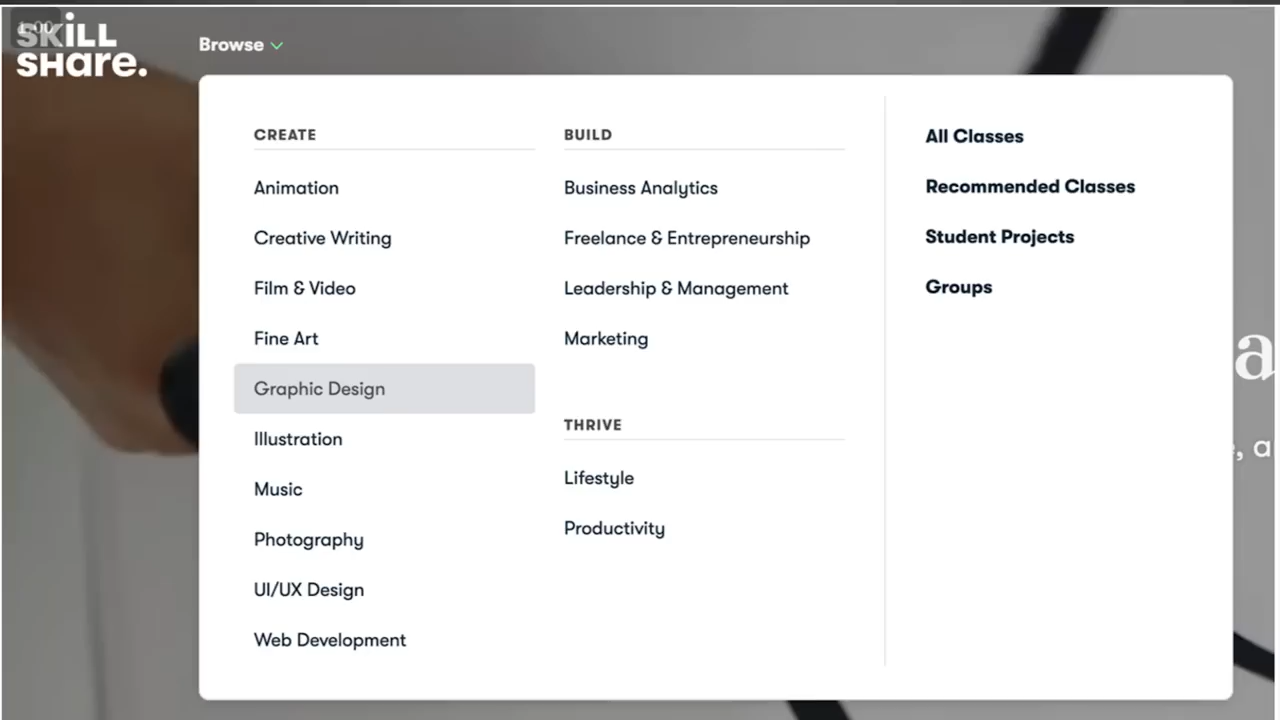 SKILL
SHare.
Browse
CREATE
Animation
Creative Writing
Film & Video
Fine Art
Graphic Design
Illustration
Music
Photography
UI/UX Design
Web Development
BUILD
Business Analytics
Freelance & Entrepreneurship
Leadership & Management
Marketing
THRIVE
Lifestyle
Productivity
All Classes
Recommended Classes
Student Projects
Groups